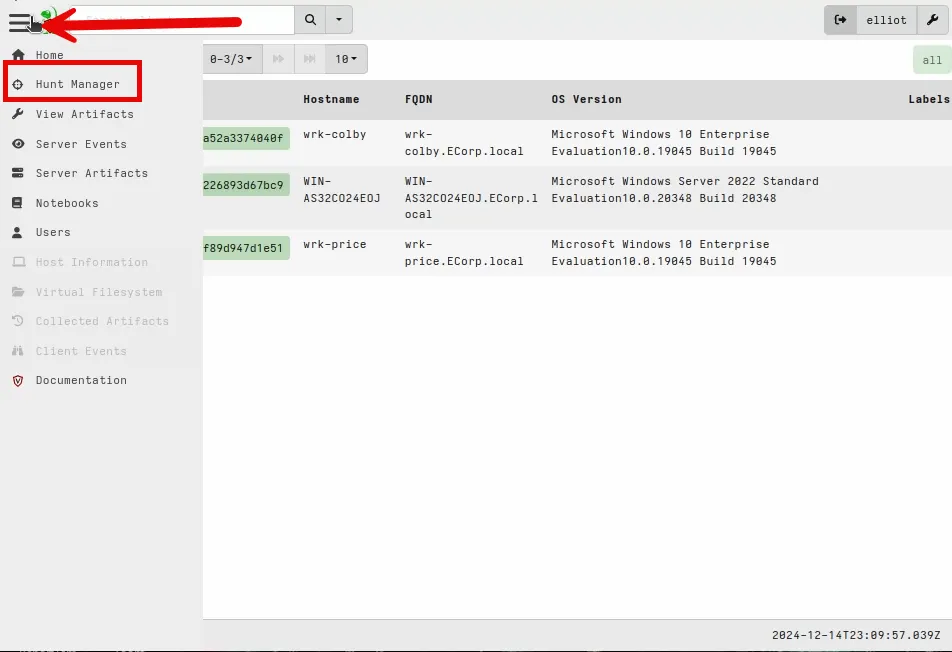 elliot
Home
Hunt Manager
View Artifacts
Server Events
Server Artifacts
Notebooks
Users
Host Information
Virtual Filesystem
Collected Artifacts
Client Events
Documentation
0-3/3
10
all
Hostname FQDN OS Version Labels
a52a3374040f wrk-colby wrk- Microsoft Windows 10 Enterprise
colby.ECorp.local Evaluation10.0.19045 Build 19045
226893d67bc9 WIN- WIN- Microsoft Windows Server 2022 Standard
AS32CO24EOJ AS32CO24EOJ.ECorp.l Evaluation10.0.20348 Build 20348
ocal
f89d947d1e51 wrk-price wrk- Microsoft Windows 10 Enterprise
price.ECorp.local Evaluation10.0.19045 Build 19045
2024-12-14T23:09:57.039Z